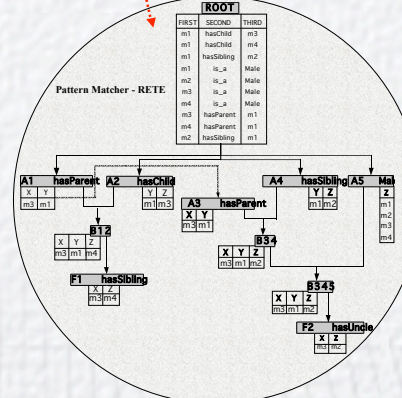 ROOT
FIRST SECOND THIRD
m1 hasChild m3
m1 hasChild m4
m1 hasSibling m2
m1 is_a Male
m2 is_a Male
m3 is_a Male
m4 is_a Male
m3 hasParent m1
m4 hasParent m1
m2 hasSibling m1
Pattern Matcher - RETE
A1 hasParent
X Y
m3 m1
A2 hasChild
Y Z
m1 m3
A3 hasParent
X Y
m3 m1
A4 hasSibling
Y Z
m1 m2
A5 Mal
Z
m1
m2
m3
m4
B12
X Y Z
m3 m1 m4
B34
X Y Z
m3 m1 m2
F1 hasSibling
X Z
m3 m4
B345
X Y Z
m3 m1 m2
F2 hasUncle
X Z
m3 m2